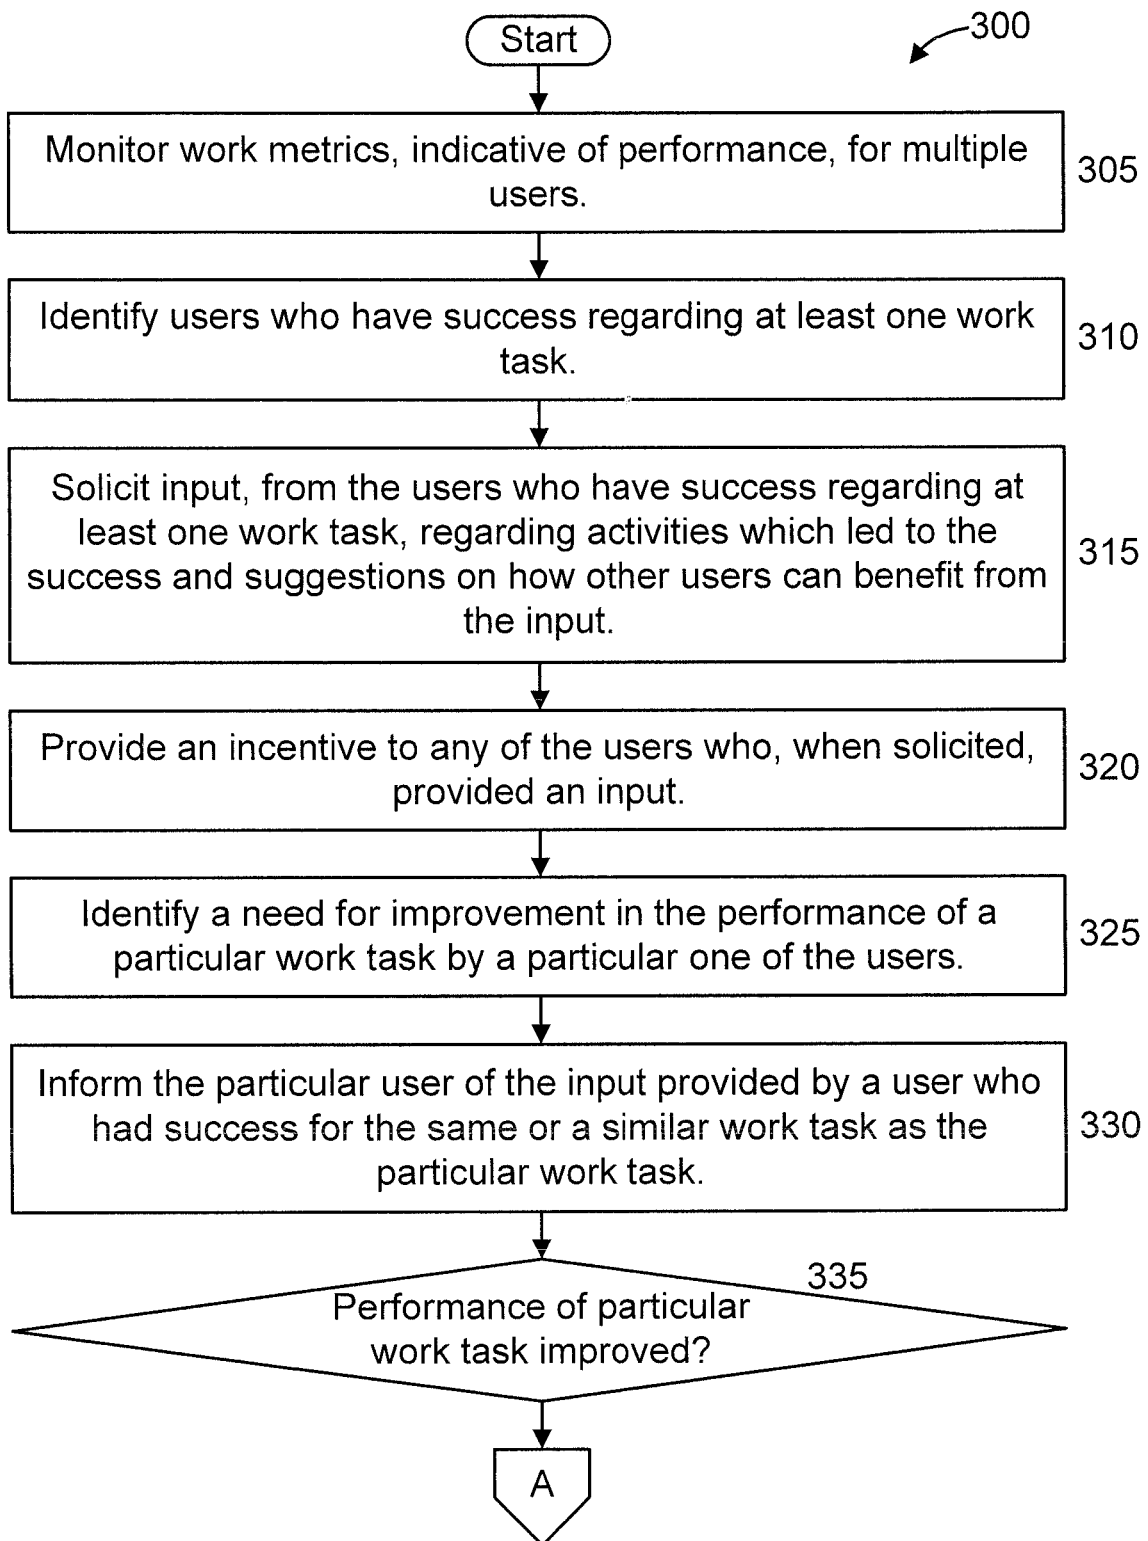 Start
300
Monitor work metrics, indicative of performance, for multiple
users.
305
Identify users who have success regarding at least one work
task.
310
Solicit input, from the users who have success regarding at
least one work task, regarding activities which led to the
success and suggestions on how other users can benefit from
the input.
315
Provide an incentive to any of the users who, when solicited,
provided an input.
320
Identify a need for improvement in the performance of a
particular work task by a particular one of the users.
325
Inform the particular user of the input provided by a user who
had success for the same or a similar work task as the
particular work task.
330
335
Performance of particular
work task improved?
A